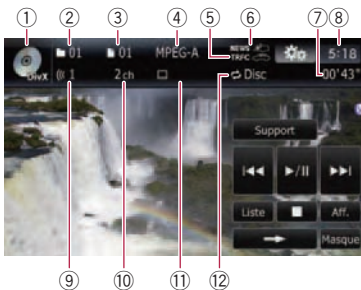 ① ② ③ ④ ⑤ ⑥ ⑦ ⑧
DivX 01 01 MPEG-A NEWS TRFC 5:18
1 2 ch Disc 00'43"
Support
Liste Aff.
Masque
⑨ ⑩ ⑪ ⑫